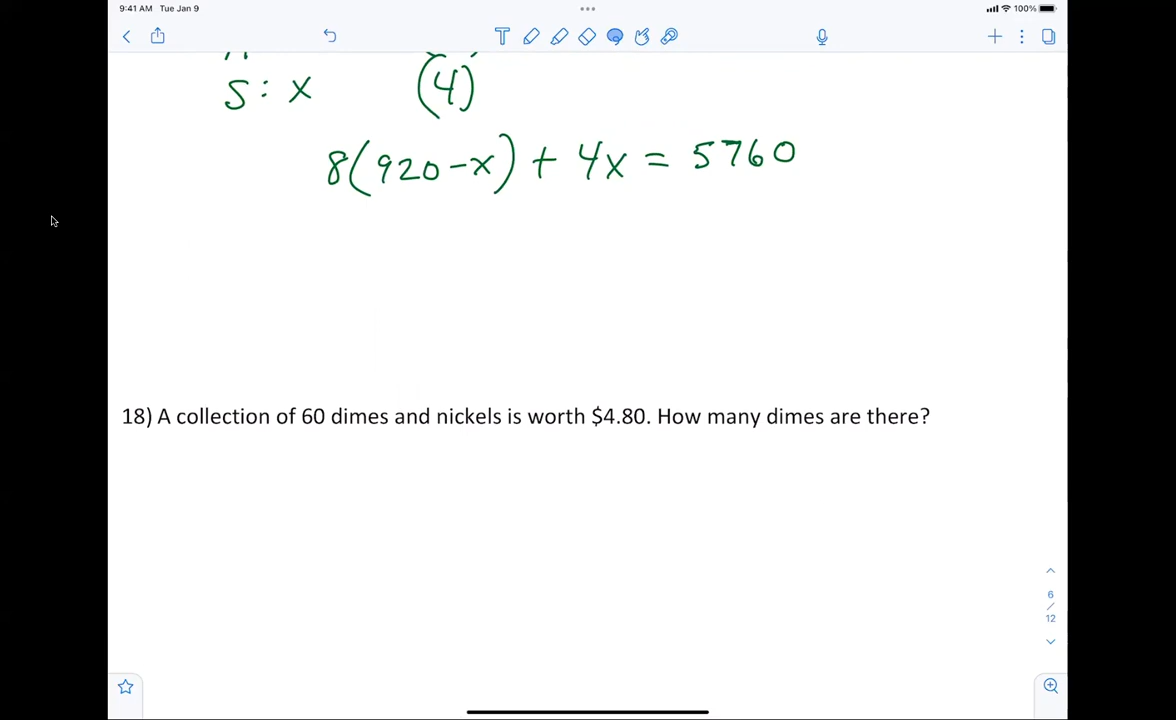 9:41 AM Tue Jan 9
100%
S: x (4)
8(920-x) + 4x = 5760
18) A collection of 60 dimes and nickels is worth $4.80. How many dimes are there?
6
/
12